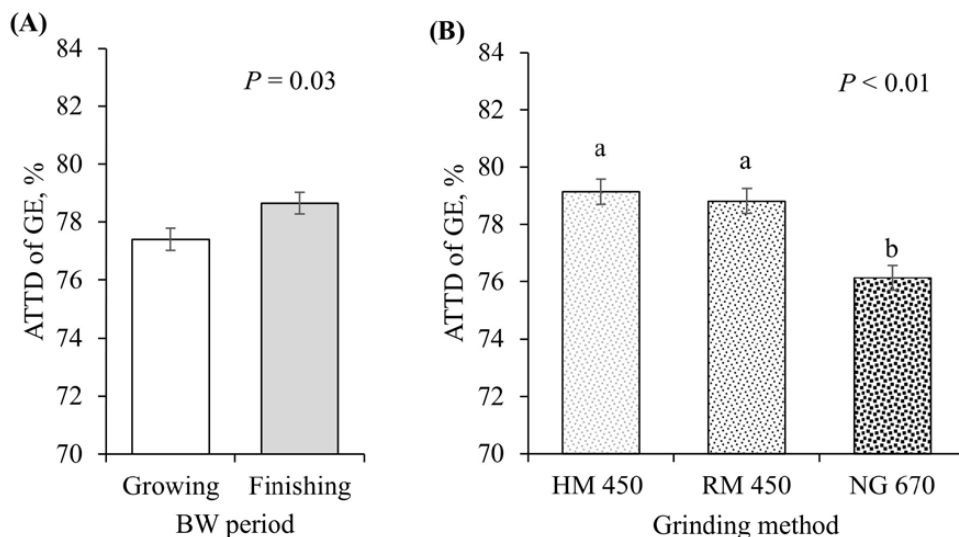 (A)
ATTD of GE, %
84
82
80
78
76
74
72
70
P = 0.03
Growing Finishing
BW period
(B)
ATTD of GE, %
84
82
80
78
76
74
72
70
P < 0.01
a
a
b
HM 450 RM 450 NG 670
Grinding method